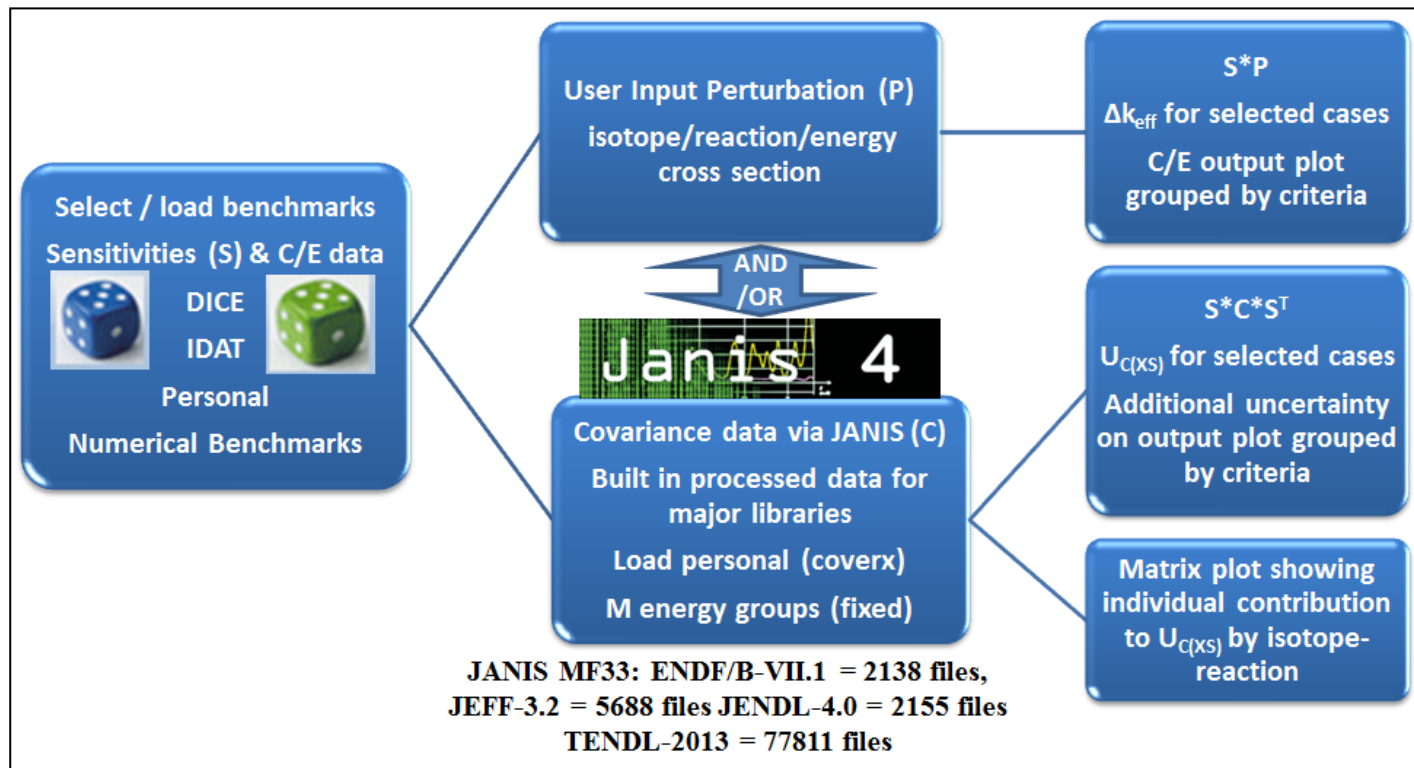 Select / load benchmarks
Sensitivities (S) & C/E data
DICE
IDAT
Personal
Numerical Benchmarks
User Input Perturbation (P)
isotope/reaction/energy
cross section
AND
/OR
Janis 4
Covariance data via JANIS (C)
Built in processed data for
major libraries
Load personal (coverx)
M energy groups (fixed)
JANIS MF33: ENDF/B-VII.1 = 2138 files,
JEFF-3.2 = 5688 files JENDL-4.0 = 2155 files
TENDL-2013 = 77811 files
S*P
Δkeff for selected cases
C/E output plot
grouped by criteria
S*C*Sᵀ
UC(XS) for selected cases
Additional uncertainty
on output plot grouped
by criteria
Matrix plot showing
individual contribution
to UC(XS) by isotope-
reaction